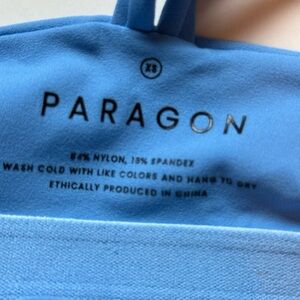 XS
PARAGON
84% NYLON, 16% SPANDEX
WASH COLD WITH LIKE COLORS AND HANG TO DRY
ETHICALLY PRODUCED IN CHINA